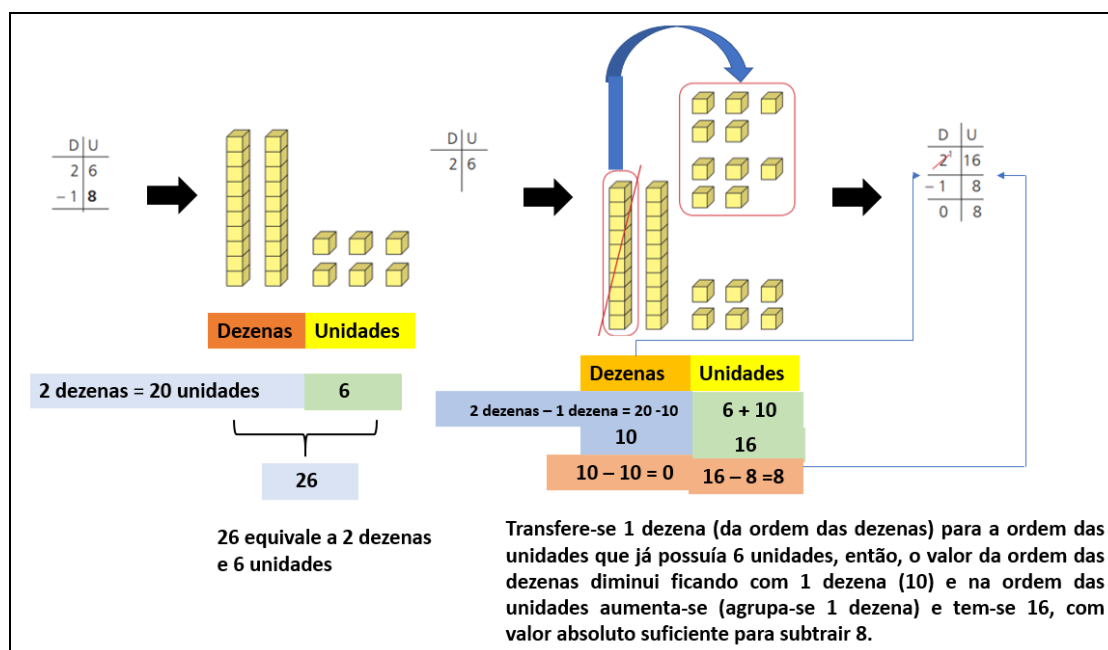 D U
2 6
– 1 8
Dezenas Unidades
2 dezenas = 20 unidades 6
26
26 equivale a 2 dezenas
e 6 unidades
D U
2 6
Dezenas Unidades
2 dezenas – 1 dezena = 20 -10 6 + 10
10 16
10 – 10 = 0 16 – 8 =8
Transfere-se 1 dezena (da ordem das dezenas) para a ordem das
unidades que já possuía 6 unidades, então, o valor da ordem das
dezenas diminui ficando com 1 dezena (10) e na ordem das
unidades aumenta-se (agrupa-se 1 dezena) e tem-se 16, com
valor absoluto suficiente para subtrair 8.
D U
2 1 16
– 1 8
0 8